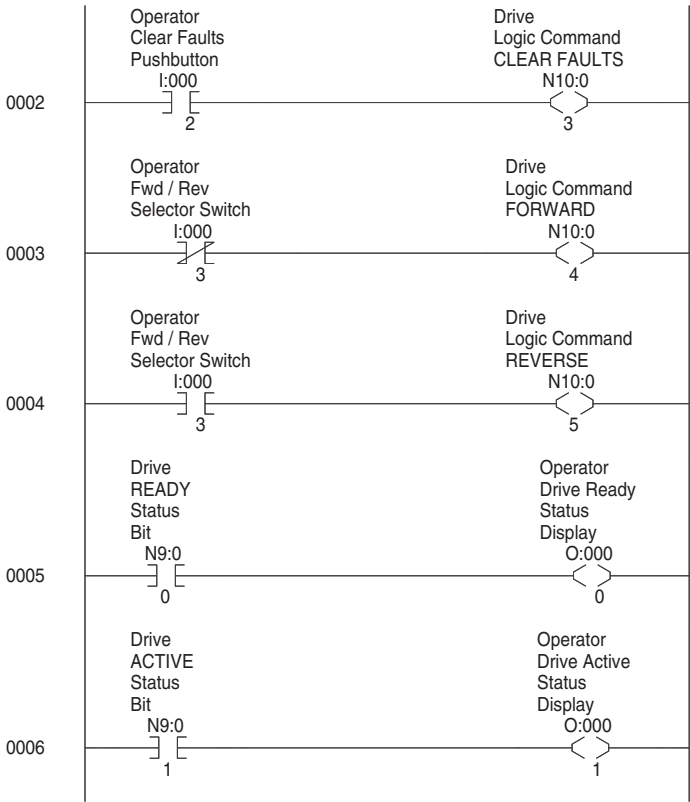 Operator
Clear Faults
Pushbutton
I:000
2
Drive
Logic Command
CLEAR FAULTS
N10:0
3
0002
Operator
Fwd / Rev
Selector Switch
I:000
3
Drive
Logic Command
FORWARD
N10:0
4
0003
Operator
Fwd / Rev
Selector Switch
I:000
3
Drive
Logic Command
REVERSE
N10:0
5
0004
Drive
READY
Status
Bit
N9:0
0
Operator
Drive Ready
Status
Display
O:000
0
0005
Drive
ACTIVE
Status
Bit
N9:0
1
Operator
Drive Active
Status
Display
O:000
1
0006